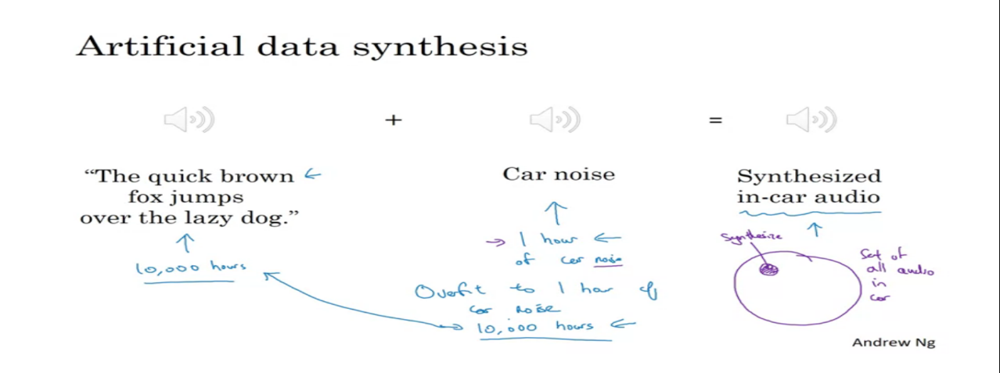 Artificial data synthesis
+
=
“The quick brown
fox jumps
over the lazy dog.”
10,000 hours
Car noise
1 hour
of car noise
Overfit to 1 hour of
car noise
10,000 hours
Synthesized
in-car audio
Synthesize
Set of
all audio
in
car
Andrew Ng